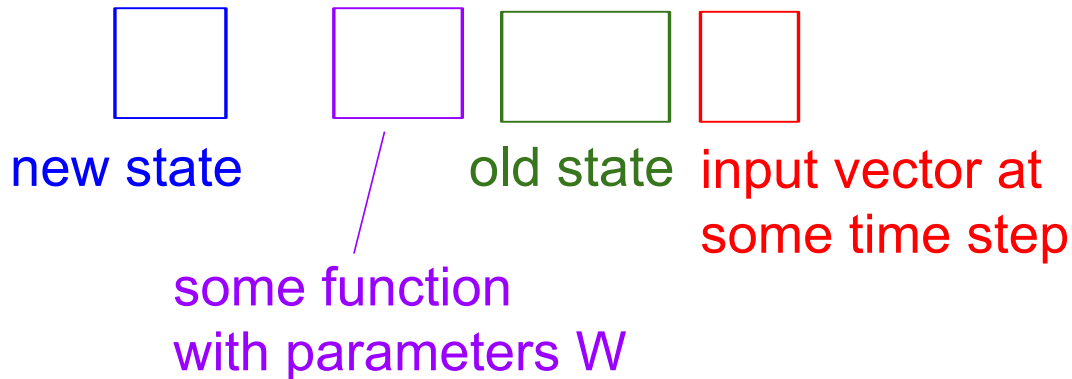 new state
old state
input vector at
some time step
some function
with parameters W